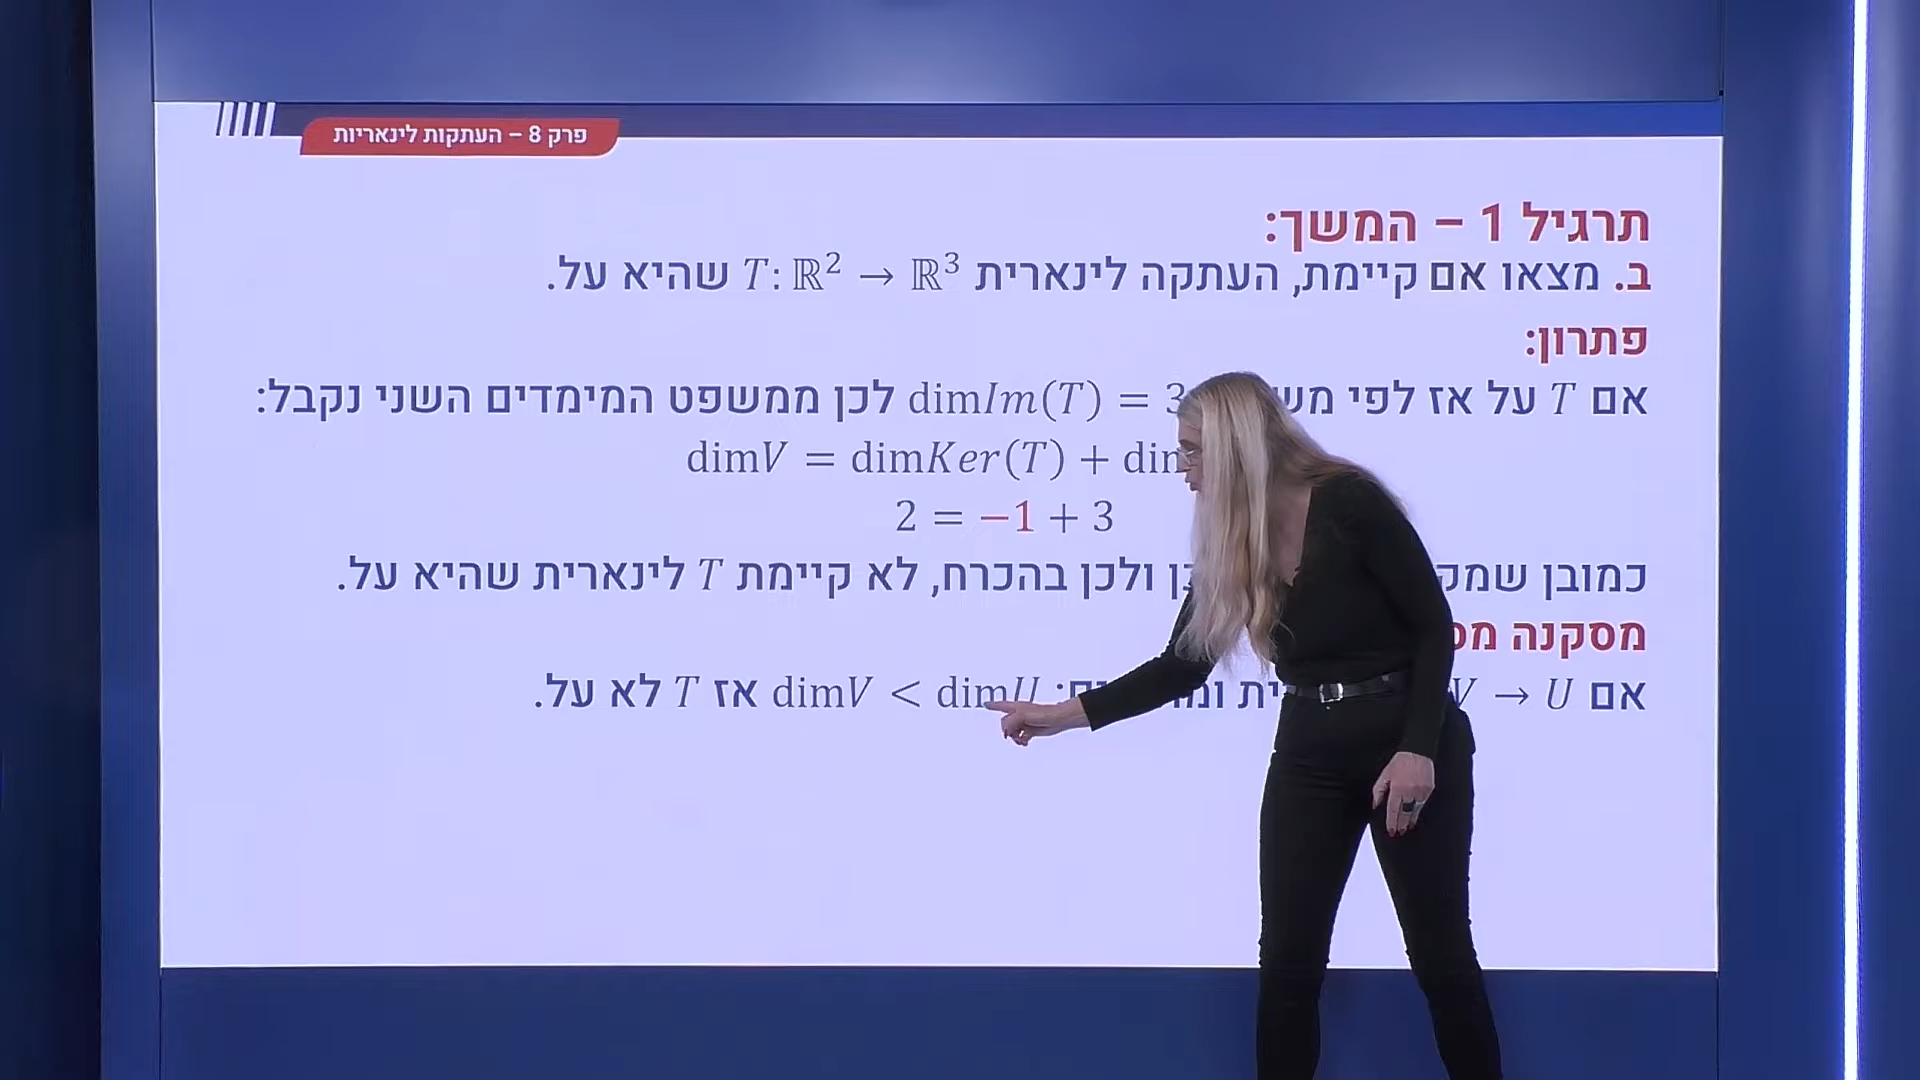 פרק 8 – העתקות לינאריות
תרגיל 1 – המשך:
ב. מצאו אם קיימת, העתקה לינארית T: ℝ² → ℝ³ שהיא על.
פתרון:
אם T על אז לפי dimIm(T) = 3 לכן ממשפט המימדים השני נקבל:
dimV = dimKer(T) +
2 = −1 + 3
כמובן ולכן בהכרח, לא קיימת T לינארית שהיא על.
מסקנה
אם V → U dimV < dimU אז T לא על.